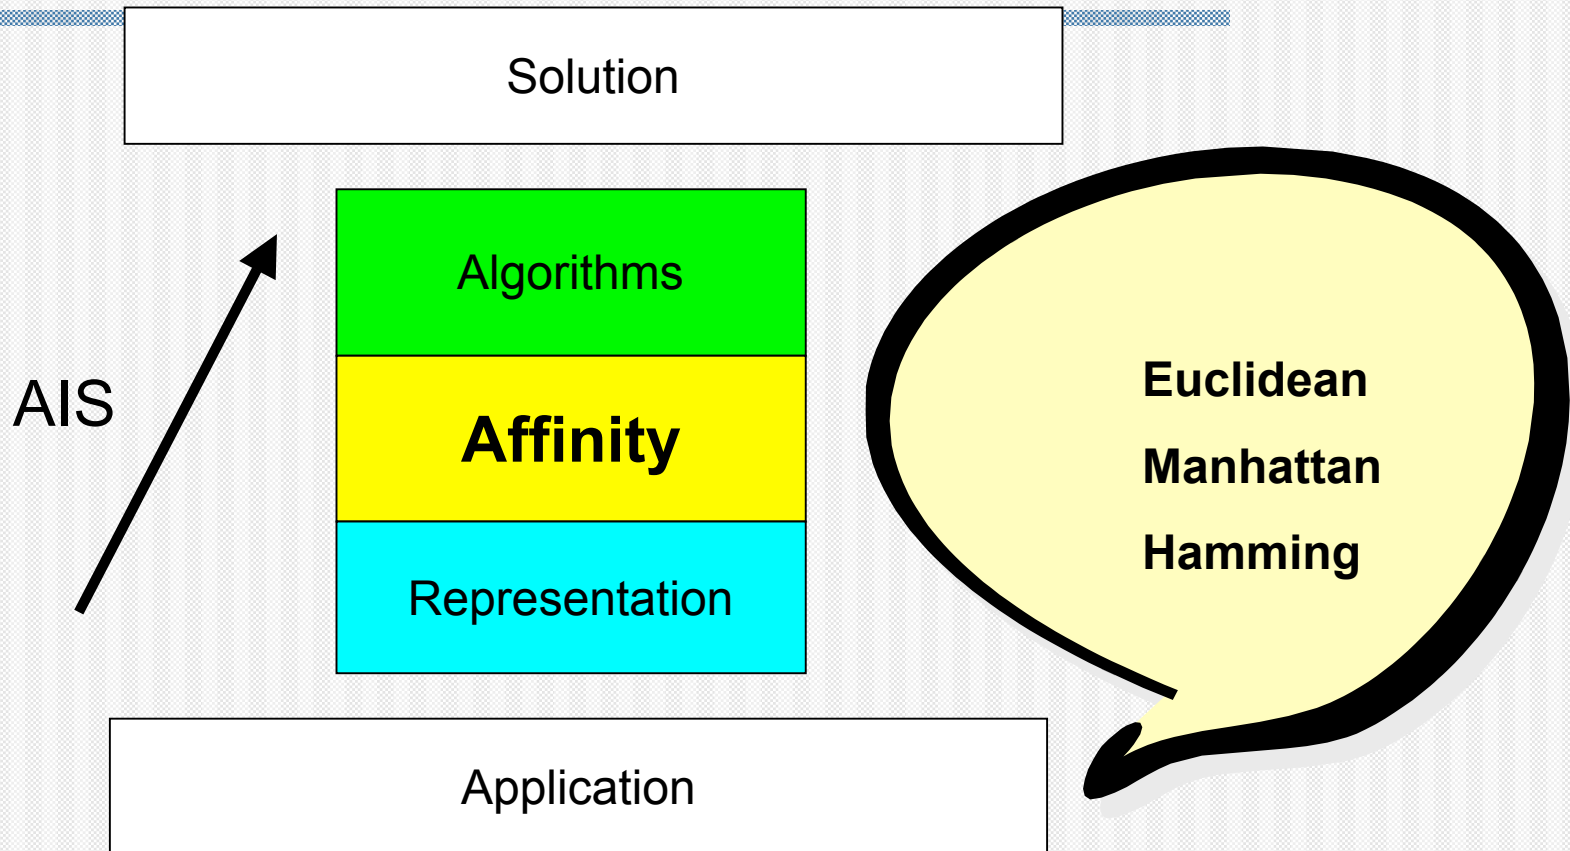 Solution
Algorithms
AIS
Affinity
Representation
Application
Euclidean
Manhattan
Hamming